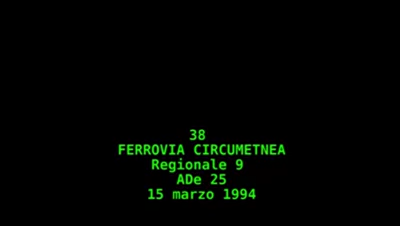 38
FERROVIA CIRCUMETNEA
Regionale 9
ADe 25
15 marzo 1994